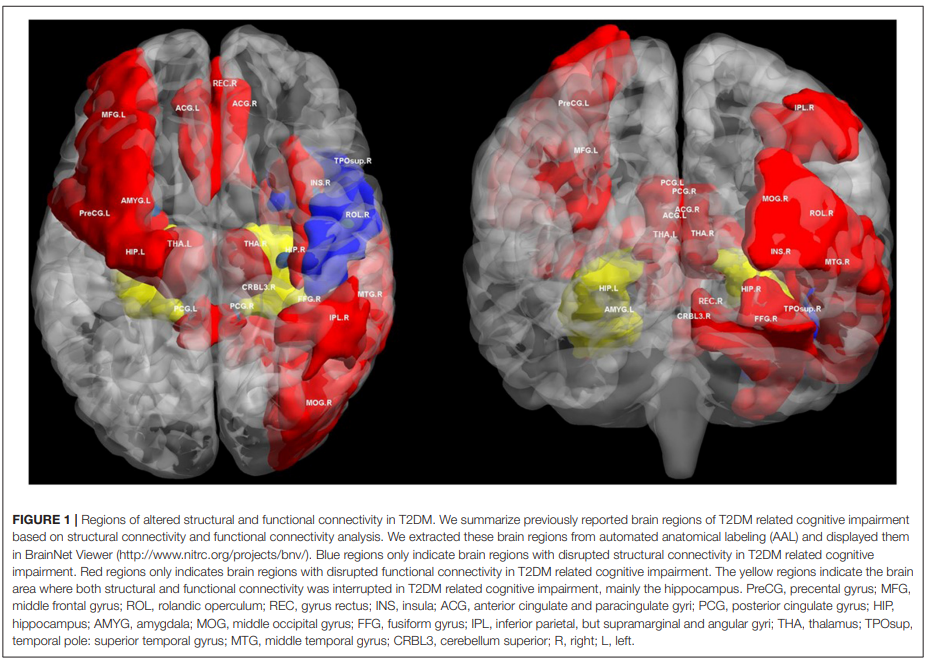 REC.R
ACG.L
ACG.R
MFG.L
TPOsup.R
INS.R
AMYG.L
PreCG.L
ROL.R
THA.L
THA.R
HIP.L
HIP.R
CRBL3.R
MTG.R
FFG.R
PCG.L
PCG.R
IPL.R
MOG.R
PreCG.L
IPL.R
MFG.L
PCG.L
PCG.R
MOG.R
ACG.R
ROL.R
ACG.L
THA.L
THA.R
INS.R
MTG.R
HIP.L
HIP.R
REC.R
AMYG.L
TPOsup.R
CRBL3.R
FFG.R
FIGURE 1 | Regions of altered structural and functional connectivity in T2DM. We summarize previously reported brain regions of T2DM related cognitive impairment
based on structural connectivity and functional connectivity analysis. We extracted these brain regions from automated anatomical labeling (AAL) and displayed them
in BrainNet Viewer (http://www.nitrc.org/projects/bnv/). Blue regions only indicate brain regions with disrupted structural connectivity in T2DM related cognitive
impairment. Red regions only indicates brain regions with disrupted functional connectivity in T2DM related cognitive impairment. The yellow regions indicate the brain
area where both structural and functional connectivity was interrupted in T2DM related cognitive impairment, mainly the hippocampus. PreCG, precental gyrus; MFG,
middle frontal gyrus; ROL, rolandic operculum; REC, gyrus rectus; INS, insula; ACG, anterior cingulate and paracingulate gyri; PCG, posterior cingulate gyrus; HIP,
hippocampus; AMYG, amygdala; MOG, middle occipital gyrus; FFG, fusiform gyrus; IPL, inferior parietal, but supramarginal and angular gyri; THA, thalamus; TPOsup,
temporal pole: superior temporal gyrus; MTG, middle temporal gyrus; CRBL3, cerebellum superior; R, right; L, left.